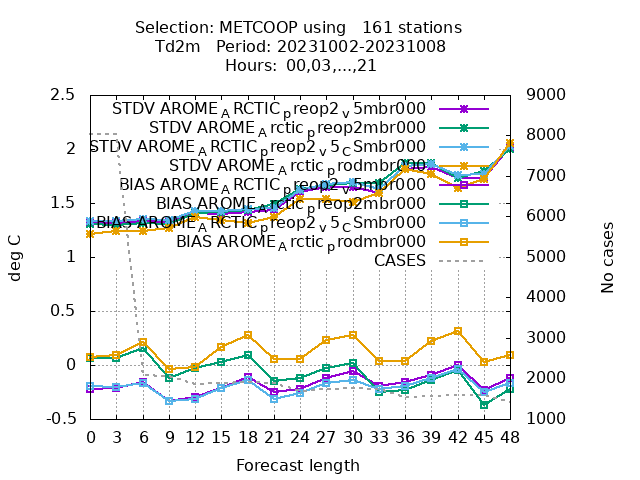 Selection: METCOOP using   161 stations
Td2m   Period: 20231002-20231008
Hours:  00,03,...,21
2.5
2
1.5
1
0.5
0
-0.5
9000
8000
7000
6000
5000
4000
3000
2000
1000
deg C
No cases
STDV AROME_ARCTIC_preop2_v5mbr000
STDV AROME_Arctic_preop2mbr000
STDV AROME_ARCTIC_preop2_v5_CSmbr000
STDV AROME_Arctic_prodmbr000
BIAS AROME_ARCTIC_preop2_v5mbr000
BIAS AROME_Arctic_preop2mbr000
BIAS AROME_ARCTIC_preop2_v5_CSmbr000
BIAS AROME_Arctic_prodmbr000
CASES
0 3 6 9 12 15 18 21 24 27 30 33 36 39 42 45 48
Forecast length